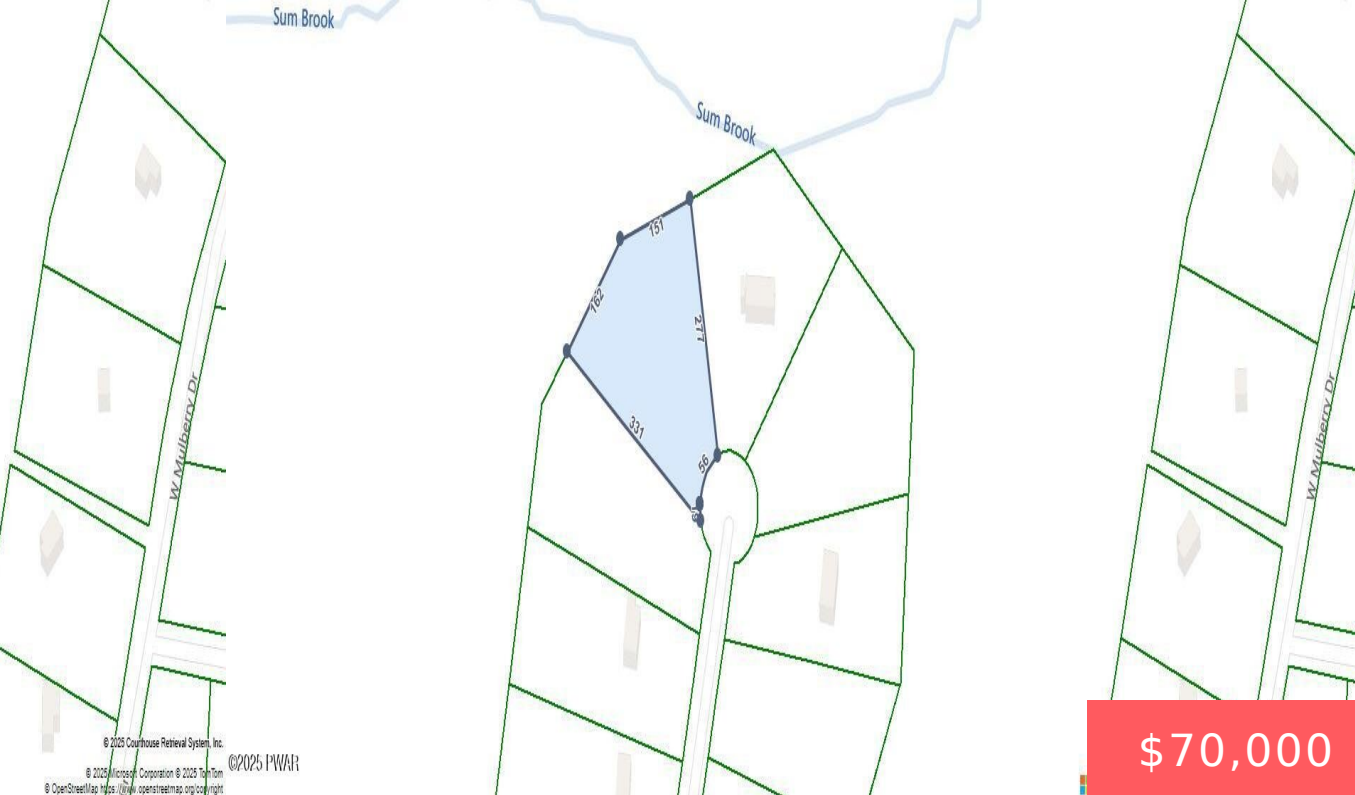 Sum Brook
Sum Brook
151
162
277
331
56
19
W Mulberry Dr
W Mulberry Dr
© 2025 Courthouse Retrieval System, Inc.
©2025 PWAR
© 2025 Microsoft Corporation © 2025 TomTom
© OpenStreetMap https://www.openstreetmap.org/copyright
$70,000